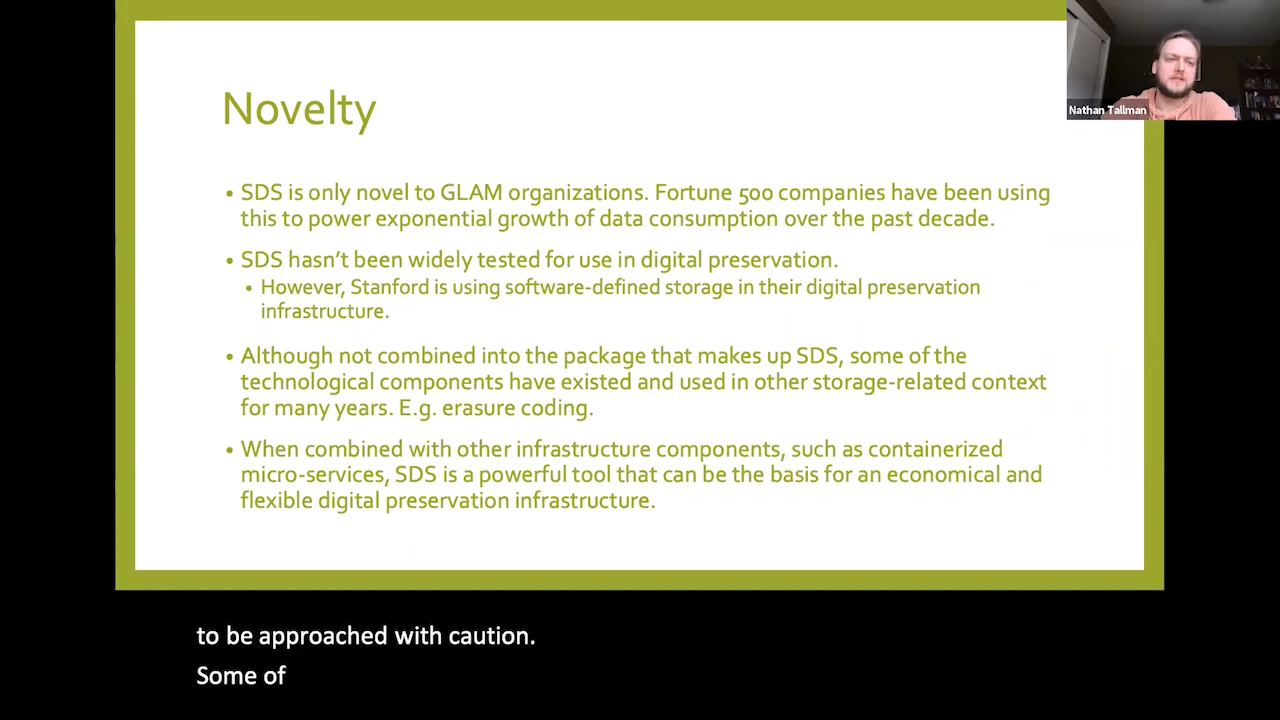 Novelty
Nathan Tallman
• SDS is only novel to GLAM organizations. Fortune 500 companies have been using
this to power exponential growth of data consumption over the past decade.
• SDS hasn't been widely tested for use in digital preservation.
• However, Stanford is using software-defined storage in their digital preservation
infrastructure.
• Although not combined into the package that makes up SDS, some of the
technological components have existed and used in other storage-related context
for many years. E.g. erasure coding.
• When combined with other infrastructure components, such as containerized
micro-services, SDS is a powerful tool that can be the basis for an economical and
flexible digital preservation infrastructure.
to be approached with caution.
Some of